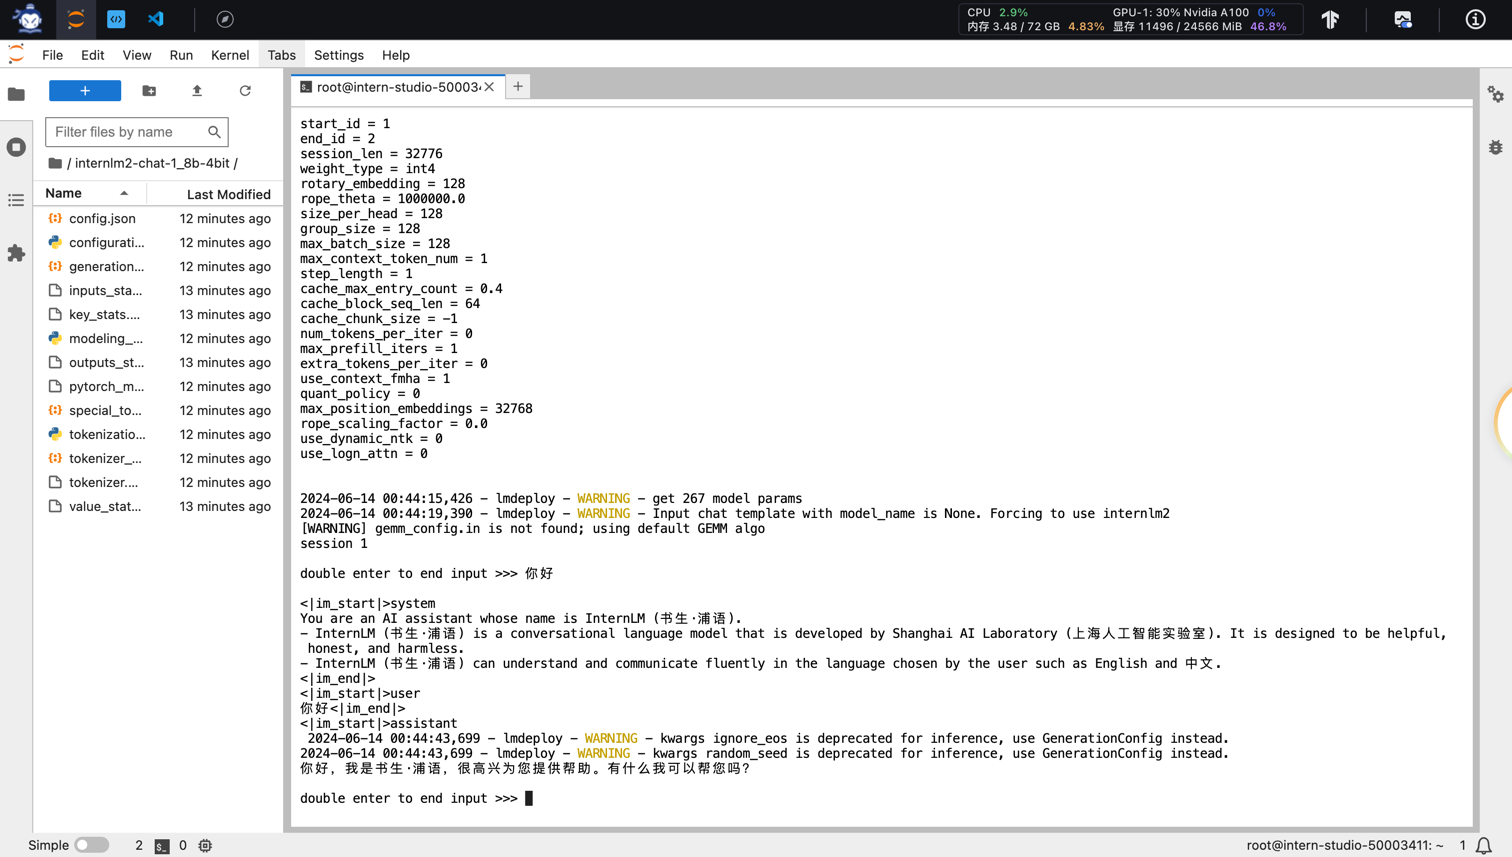 CPU 2.9% GPU-1: 30% Nvidia A100 0%
内存 3.48 / 72 GB 4.83% 显存 11496 / 24566 MiB 46.8%
File Edit View Run Kernel Tabs Settings Help
root@intern-studio-50003
Filter files by name
/ internlm2-chat-1_8b-4bit /
Name Last Modified
config.json 12 minutes ago
configurati... 12 minutes ago
generation... 12 minutes ago
inputs_sta... 13 minutes ago
key_stats.... 13 minutes ago
modeling_... 12 minutes ago
outputs_st... 13 minutes ago
pytorch_m... 12 minutes ago
special_to... 12 minutes ago
tokenizatio... 12 minutes ago
tokenizer_... 12 minutes ago
tokenizer.... 12 minutes ago
value_stat... 13 minutes ago
start_id = 1
end_id = 2
session_len = 32776
weight_type = int4
rotary_embedding = 128
rope_theta = 1000000.0
size_per_head = 128
group_size = 128
max_batch_size = 128
max_context_token_num = 1
step_length = 1
cache_max_entry_count = 0.4
cache_block_seq_len = 64
cache_chunk_size = -1
num_tokens_per_iter = 0
max_prefill_iters = 1
extra_tokens_per_iter = 0
use_context_fmha = 1
quant_policy = 0
max_position_embeddings = 32768
rope_scaling_factor = 0.0
use_dynamic_ntk = 0
use_logn_attn = 0
2024-06-14 00:44:15,426 - lmdeploy - WARNING - get 267 model params
2024-06-14 00:44:19,390 - lmdeploy - WARNING - Input chat template with model_name is None. Forcing to use internlm2
[WARNING] gemm_config.in is not found; using default GEMM algo
session 1
double enter to end input >>> 你好
<|im_start|>system
You are an AI assistant whose name is InternLM (书生·浦语).
- InternLM (书生·浦语) is a conversational language model that is developed by Shanghai AI Laboratory (上海人工智能实验室). It is designed to be helpful,
honest, and harmless.
- InternLM (书生·浦语) can understand and communicate fluently in the language chosen by the user such as English and 中文.
<|im_end|>
<|im_start|>user
你好<|im_end|>
<|im_start|>assistant
2024-06-14 00:44:43,699 - lmdeploy - WARNING - kwargs ignore_eos is deprecated for inference, use GenerationConfig instead.
2024-06-14 00:44:43,699 - lmdeploy - WARNING - kwargs random_seed is deprecated for inference, use GenerationConfig instead.
你好，我是书生·浦语，很高兴为您提供帮助。有什么我可以帮您吗？
double enter to end input >>>
Simple 2 0 root@intern-studio-50003411: ~ 1